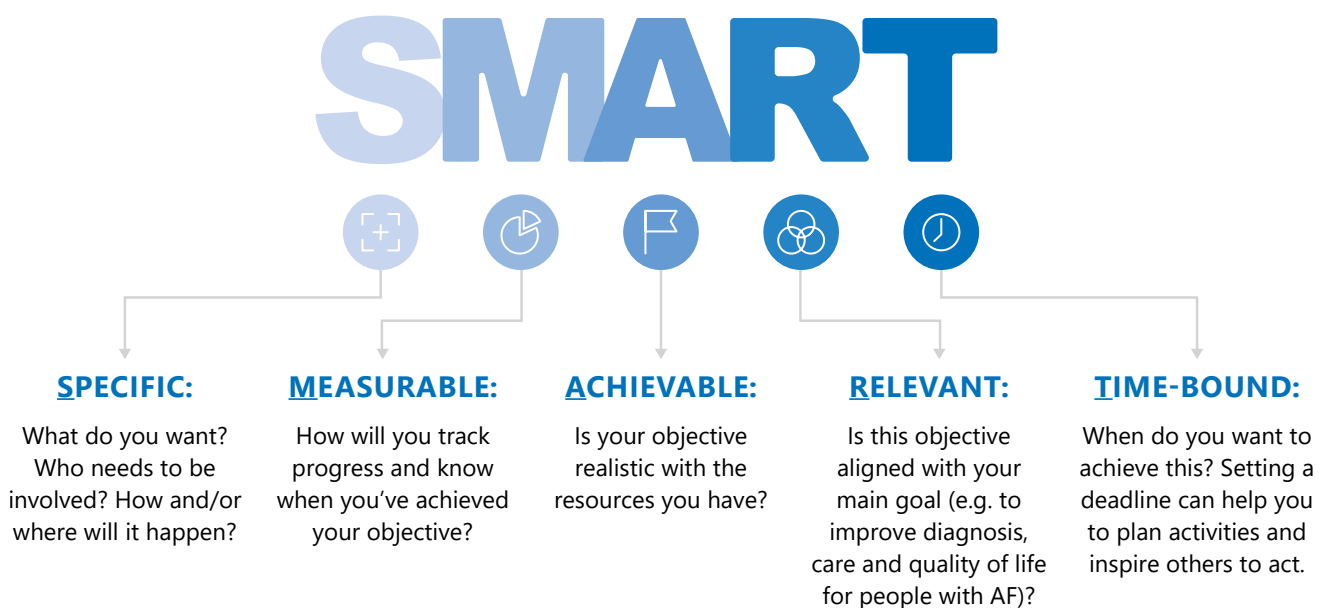 SMART
SPECIFIC:
What do you want?
Who needs to be
involved? How and/or
where will it happen?
MEASURABLE:
How will you track
progress and know
when you've achieved
your objective?
ACHIEVABLE:
Is your objective
realistic with the
resources you have?
RELEVANT:
Is this objective
aligned with your
main goal (e.g. to
improve diagnosis,
care and quality of life
for people with AF)?
TIME-BOUND:
When do you want to
achieve this? Setting a
deadline can help you
to plan activities and
inspire others to act.